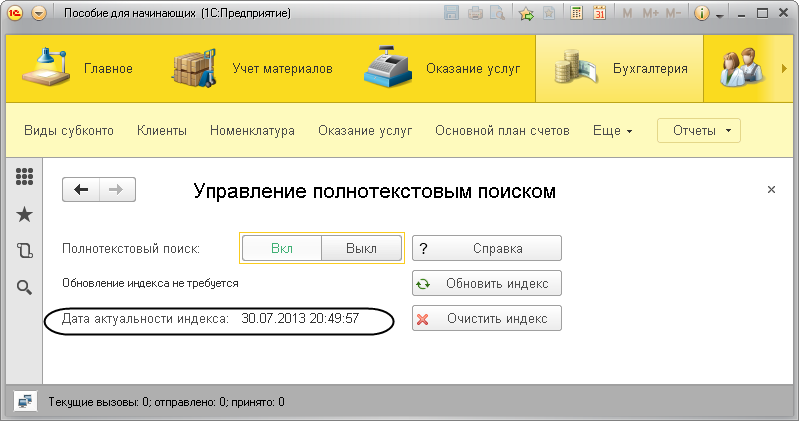 Пособие для начинающих (1С:Предприятие)
M M+ M-
Главное Учет материалов Оказание услуг Бухгалтерия
Виды субконто Клиенты Номенклатура Оказание услуг Основной план счетов Еще Отчеты
Управление полнотекстовым поиском
Полнотекстовый поиск: Вкл Выкл ? Справка
Обновление индекса не требуется Обновить индекс
Дата актуальности индекса: 30.07.2013 20:49:57 Очистить индекс
Текущие вызовы: 0; отправлено: 0; принято: 0